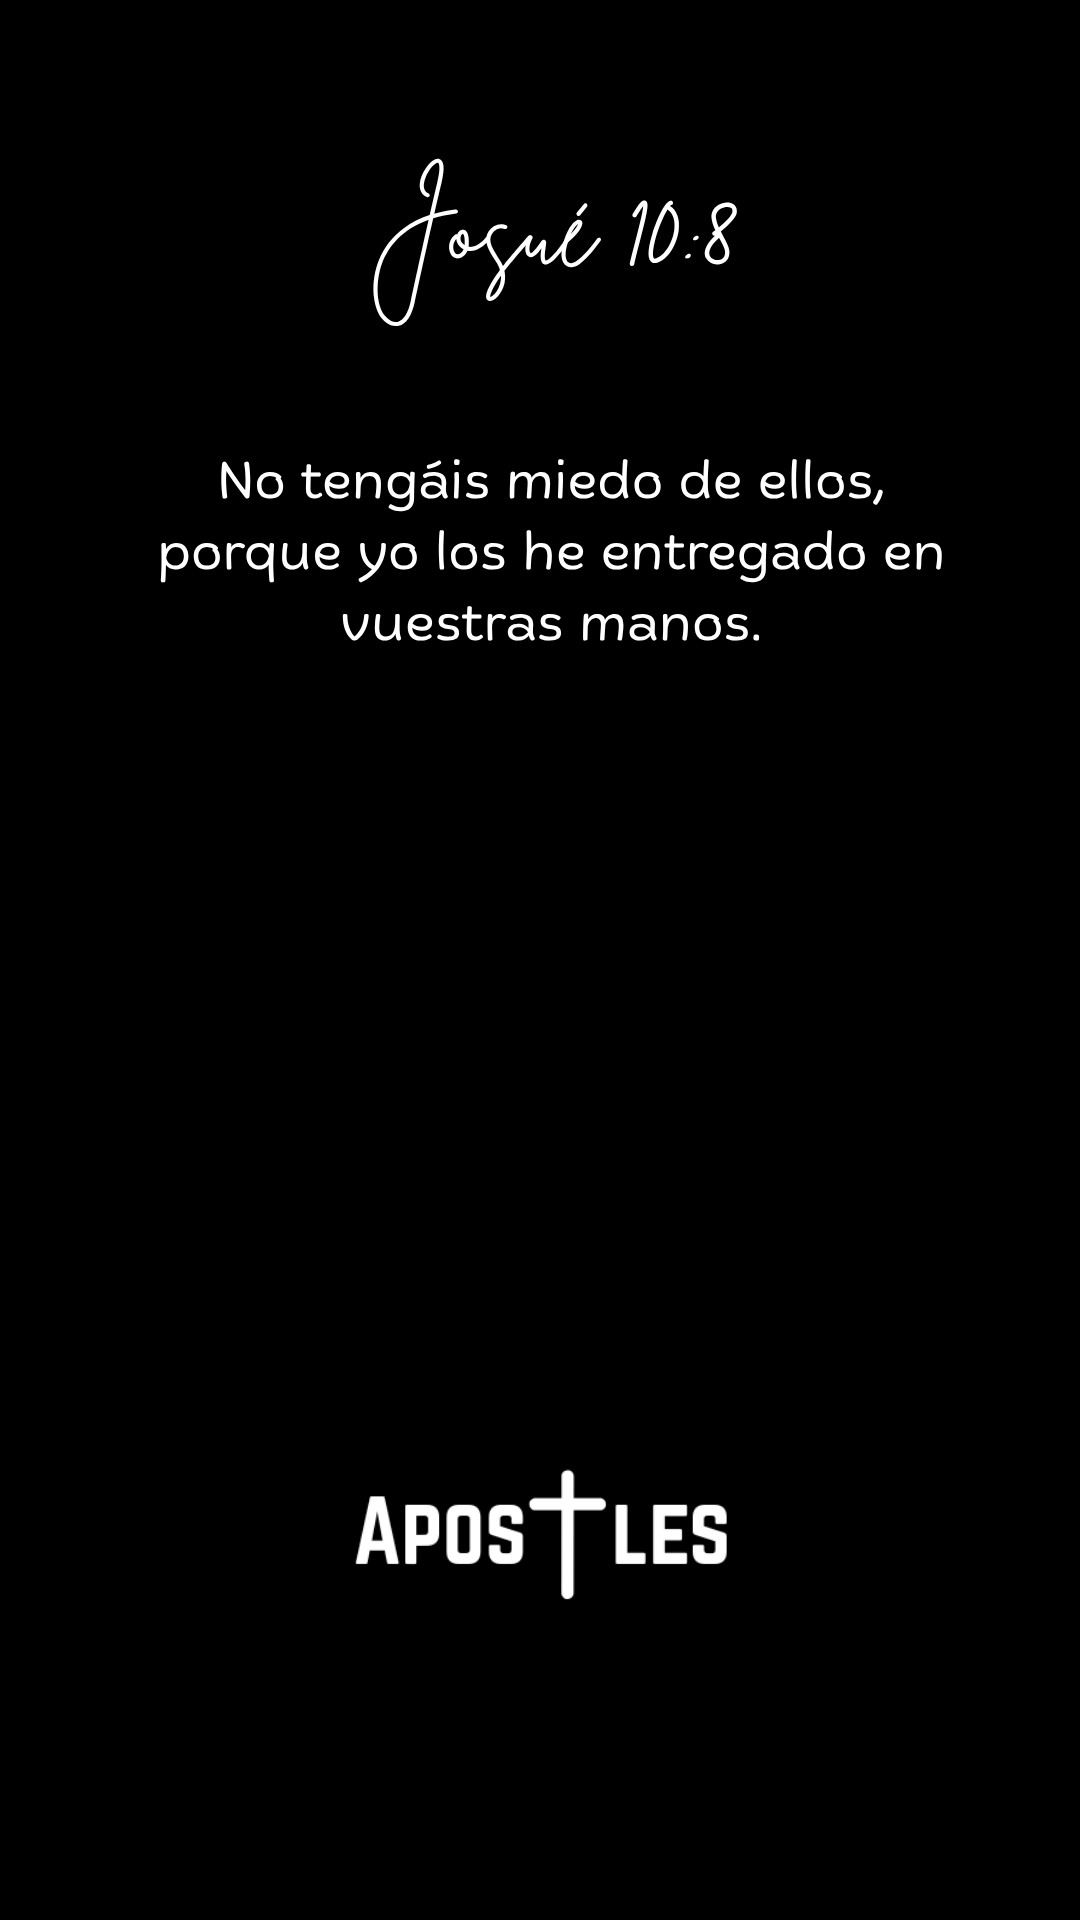 Josué 10:8
No tengáis miedo de ellos,
porque yo los he entregado en
vuestras manos.
APOSTLES